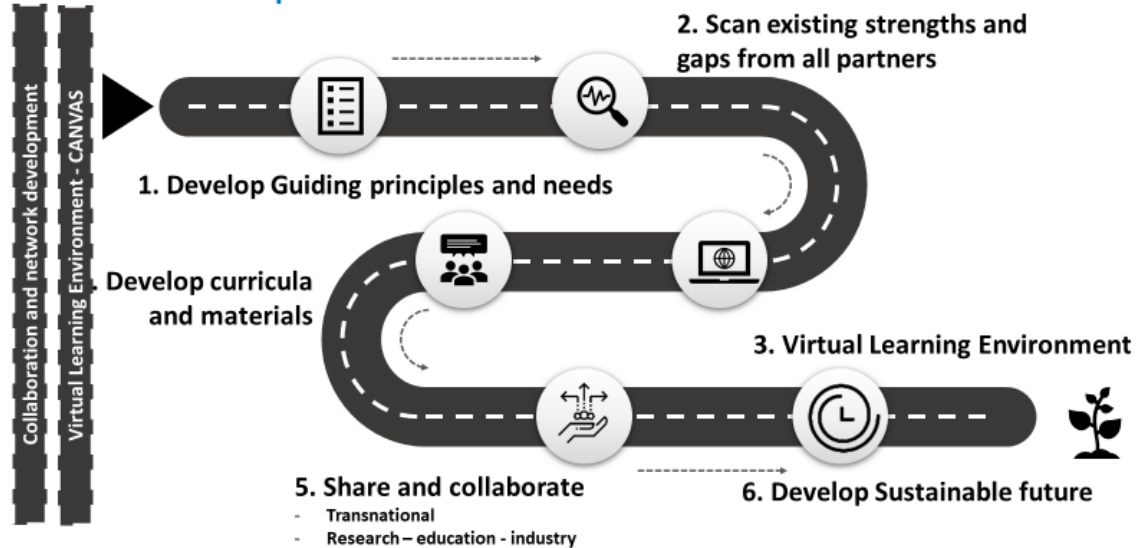 Collaboration and network development
Virtual Learning Environment - CANVAS
1. Develop Guiding principles and needs
2. Scan existing strengths and
gaps from all partners
3. Virtual Learning Environment
. Develop curricula
and materials
5. Share and collaborate
- Transnational
- Research – education - industry
6. Develop Sustainable future